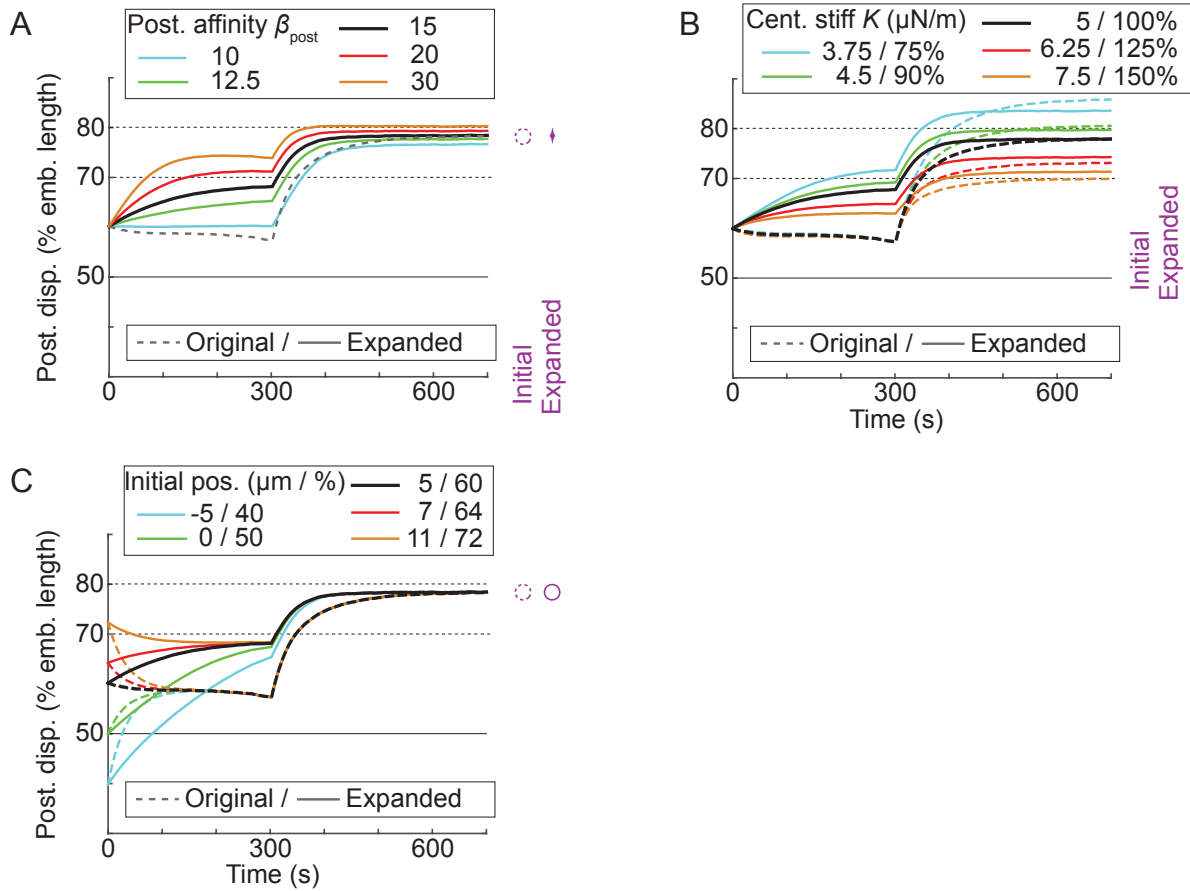 A
Post. affinity β_post
10
12.5
15
20
30
80
70
50
Post. disp. (% emb. length)
Original / Expanded
0
300
600
Initial
Expanded
B
Cent. stiff K (µN/m)
3.75 / 75%
4.5 / 90%
5 / 100%
6.25 / 125%
7.5 / 150%
80
70
50
Original / Expanded
0
300
600
Time (s)
Initial
Expanded
C
Initial pos. (µm / %)
-5 / 40
0 / 50
5 / 60
7 / 64
11 / 72
80
70
50
Post. disp. (% emb. length)
Original / Expanded
0
300
600
Time (s)